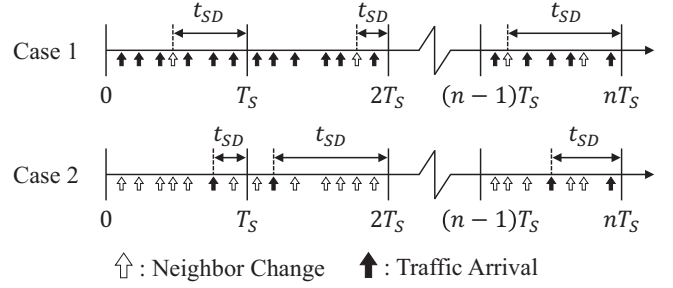 t_SD t_SD t_SD
Case 1
0 T_S 2T_S (n − 1)T_S nT_S
t_SD t_SD t_SD
Case 2
0 T_S 2T_S (n − 1)T_S nT_S
: Neighbor Change : Traffic Arrival